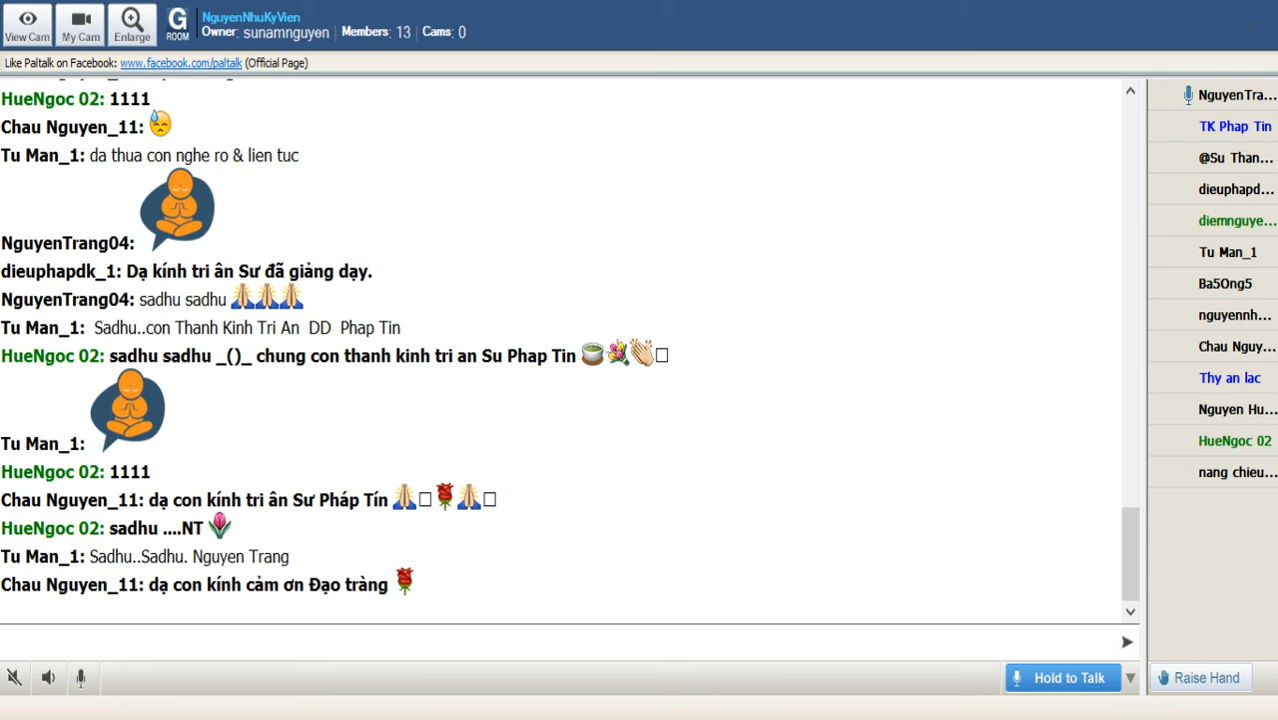 View Cam
My Cam
Enlarge
G
ROOM
NguyenNhuKyVien
Owner: sunamnguyen
Members: 13
Cams: 0
Like Paltalk on Facebook: www.facebook.com/paltalk (Official Page)
HueNgoc 02: 1111
Chau Nguyen_11: 😓
Tu Man_1: da thua con nghe ro & lien tuc
NguyenTrang04:
dieuphapdk_1: Dạ kính tri ân Sư đã giảng dạy.
NguyenTrang04: sadhu sadhu 🙏🙏🙏
Tu Man_1: Sadhu..con Thanh Kinh Tri An DD Phap Tin
HueNgoc 02: sadhu sadhu _()_ chung con thanh kinh tri an Su Phap Tin 🍵💐👏□
Tu Man_1:
HueNgoc 02: 1111
Chau Nguyen_11: dạ con kính tri ân Sư Pháp Tín 🙏□🌹🙏□
HueNgoc 02: sadhu ....NT 🌷
Tu Man_1: Sadhu..Sadhu. Nguyen Trang
Chau Nguyen_11: dạ con kính cảm ơn Đạo tràng 🌹
Hold to Talk
NguyenTra...
TK Phap Tin
@Su Than...
dieuphapd...
diemnguye...
Tu Man_1
Ba5Ong5
nguyennh...
Chau Nguy...
Thy an lac
Nguyen Hu...
HueNgoc 02
nang chieu...
Raise Hand